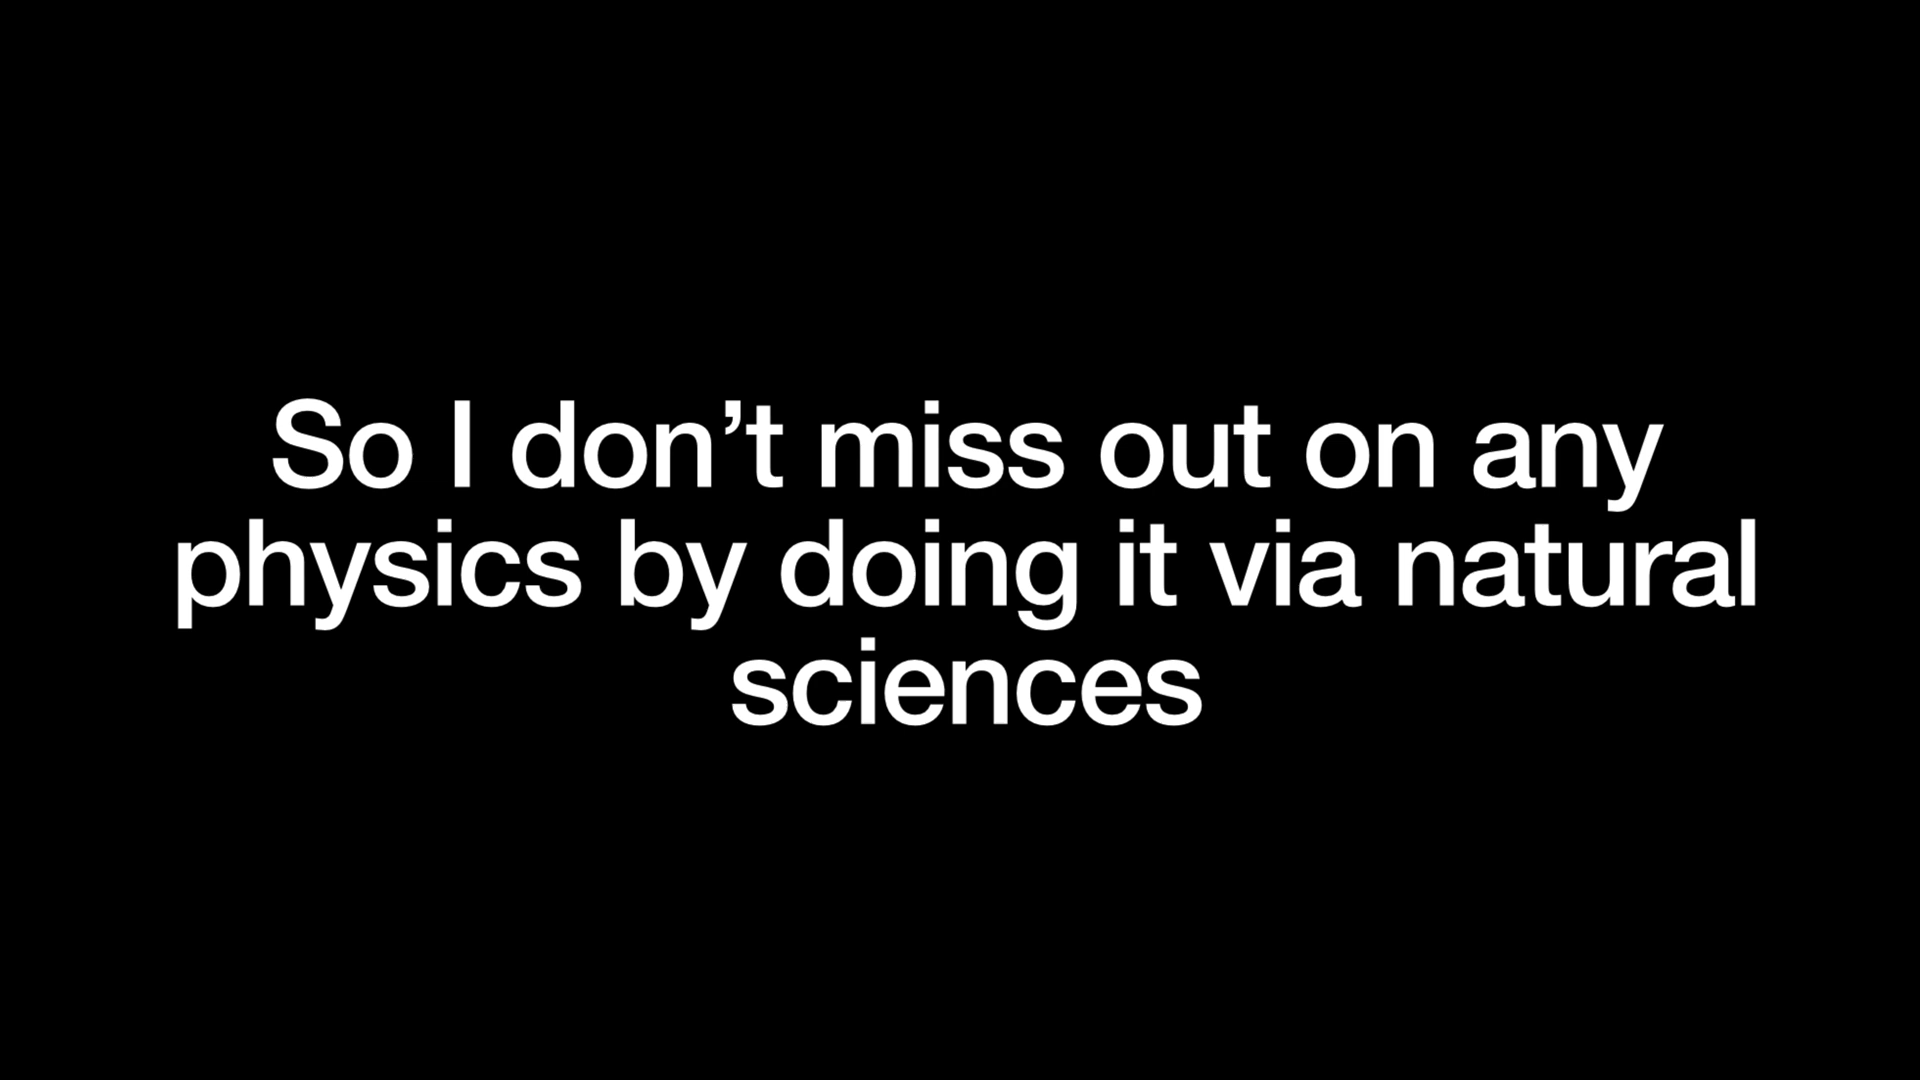 So I don’t miss out on any
physics by doing it via natural
sciences